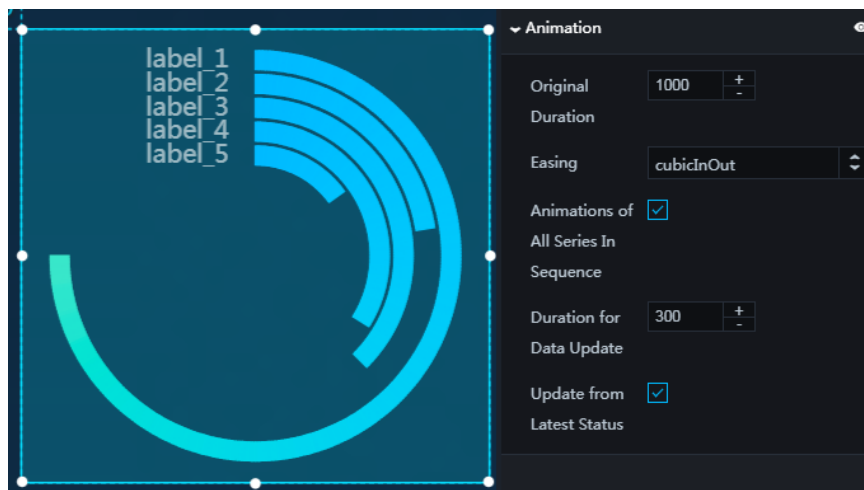 label_1
label_2
label_3
label_4
label_5
Animation
Original
Duration
1000
+
-
Easing
cubicInOut
Animations of
All Series In
Sequence
Duration for
Data Update
300
+
-
Update from
Latest Status